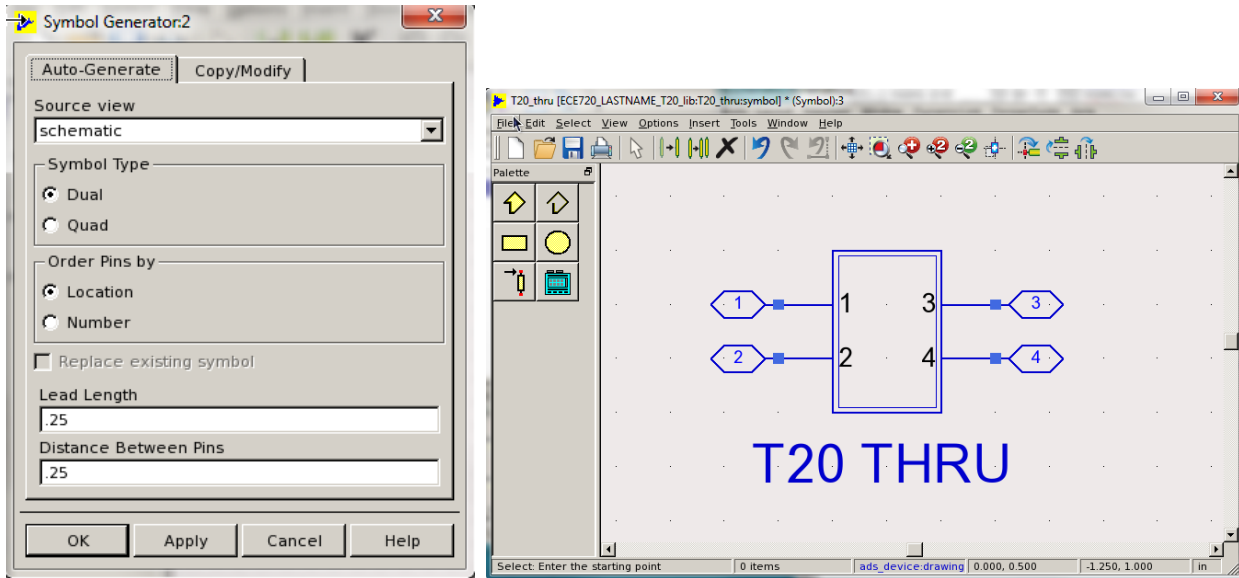 Symbol Generator:2
Auto-Generate Copy/Modify
Source view
schematic
Symbol Type
Dual
Quad
Order Pins by
Location
Number
Replace existing symbol
Lead Length
.25
Distance Between Pins
.25
OK Apply Cancel Help
T20_thru [ECE720_LASTNAME_T20_lib:T20_thru:symbol] * (Symbol):3
File Edit Select View Options Insert Tools Window Help
Palette
1 1 3 3
2 2 4 4
T20 THRU
Select: Enter the starting point 0 items ads_device:drawing 0.000, 0.500 -1.250, 1.000 in